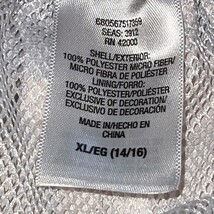 680567517359
SEAS: 3912
RN 42000
SHELL/EXTERIOR:
100% POLYESTER MICRO FIBER/
MICRO FIBRA DE POLIÉSTER
LINING/FORRO:
100% POLYESTER/POLIÉSTER
EXCLUSIVE OF DECORATION/
EXCLUSIVO DE DECORACIÓN
MADE IN/HECHO EN
CHINA
XL/EG (14/16)